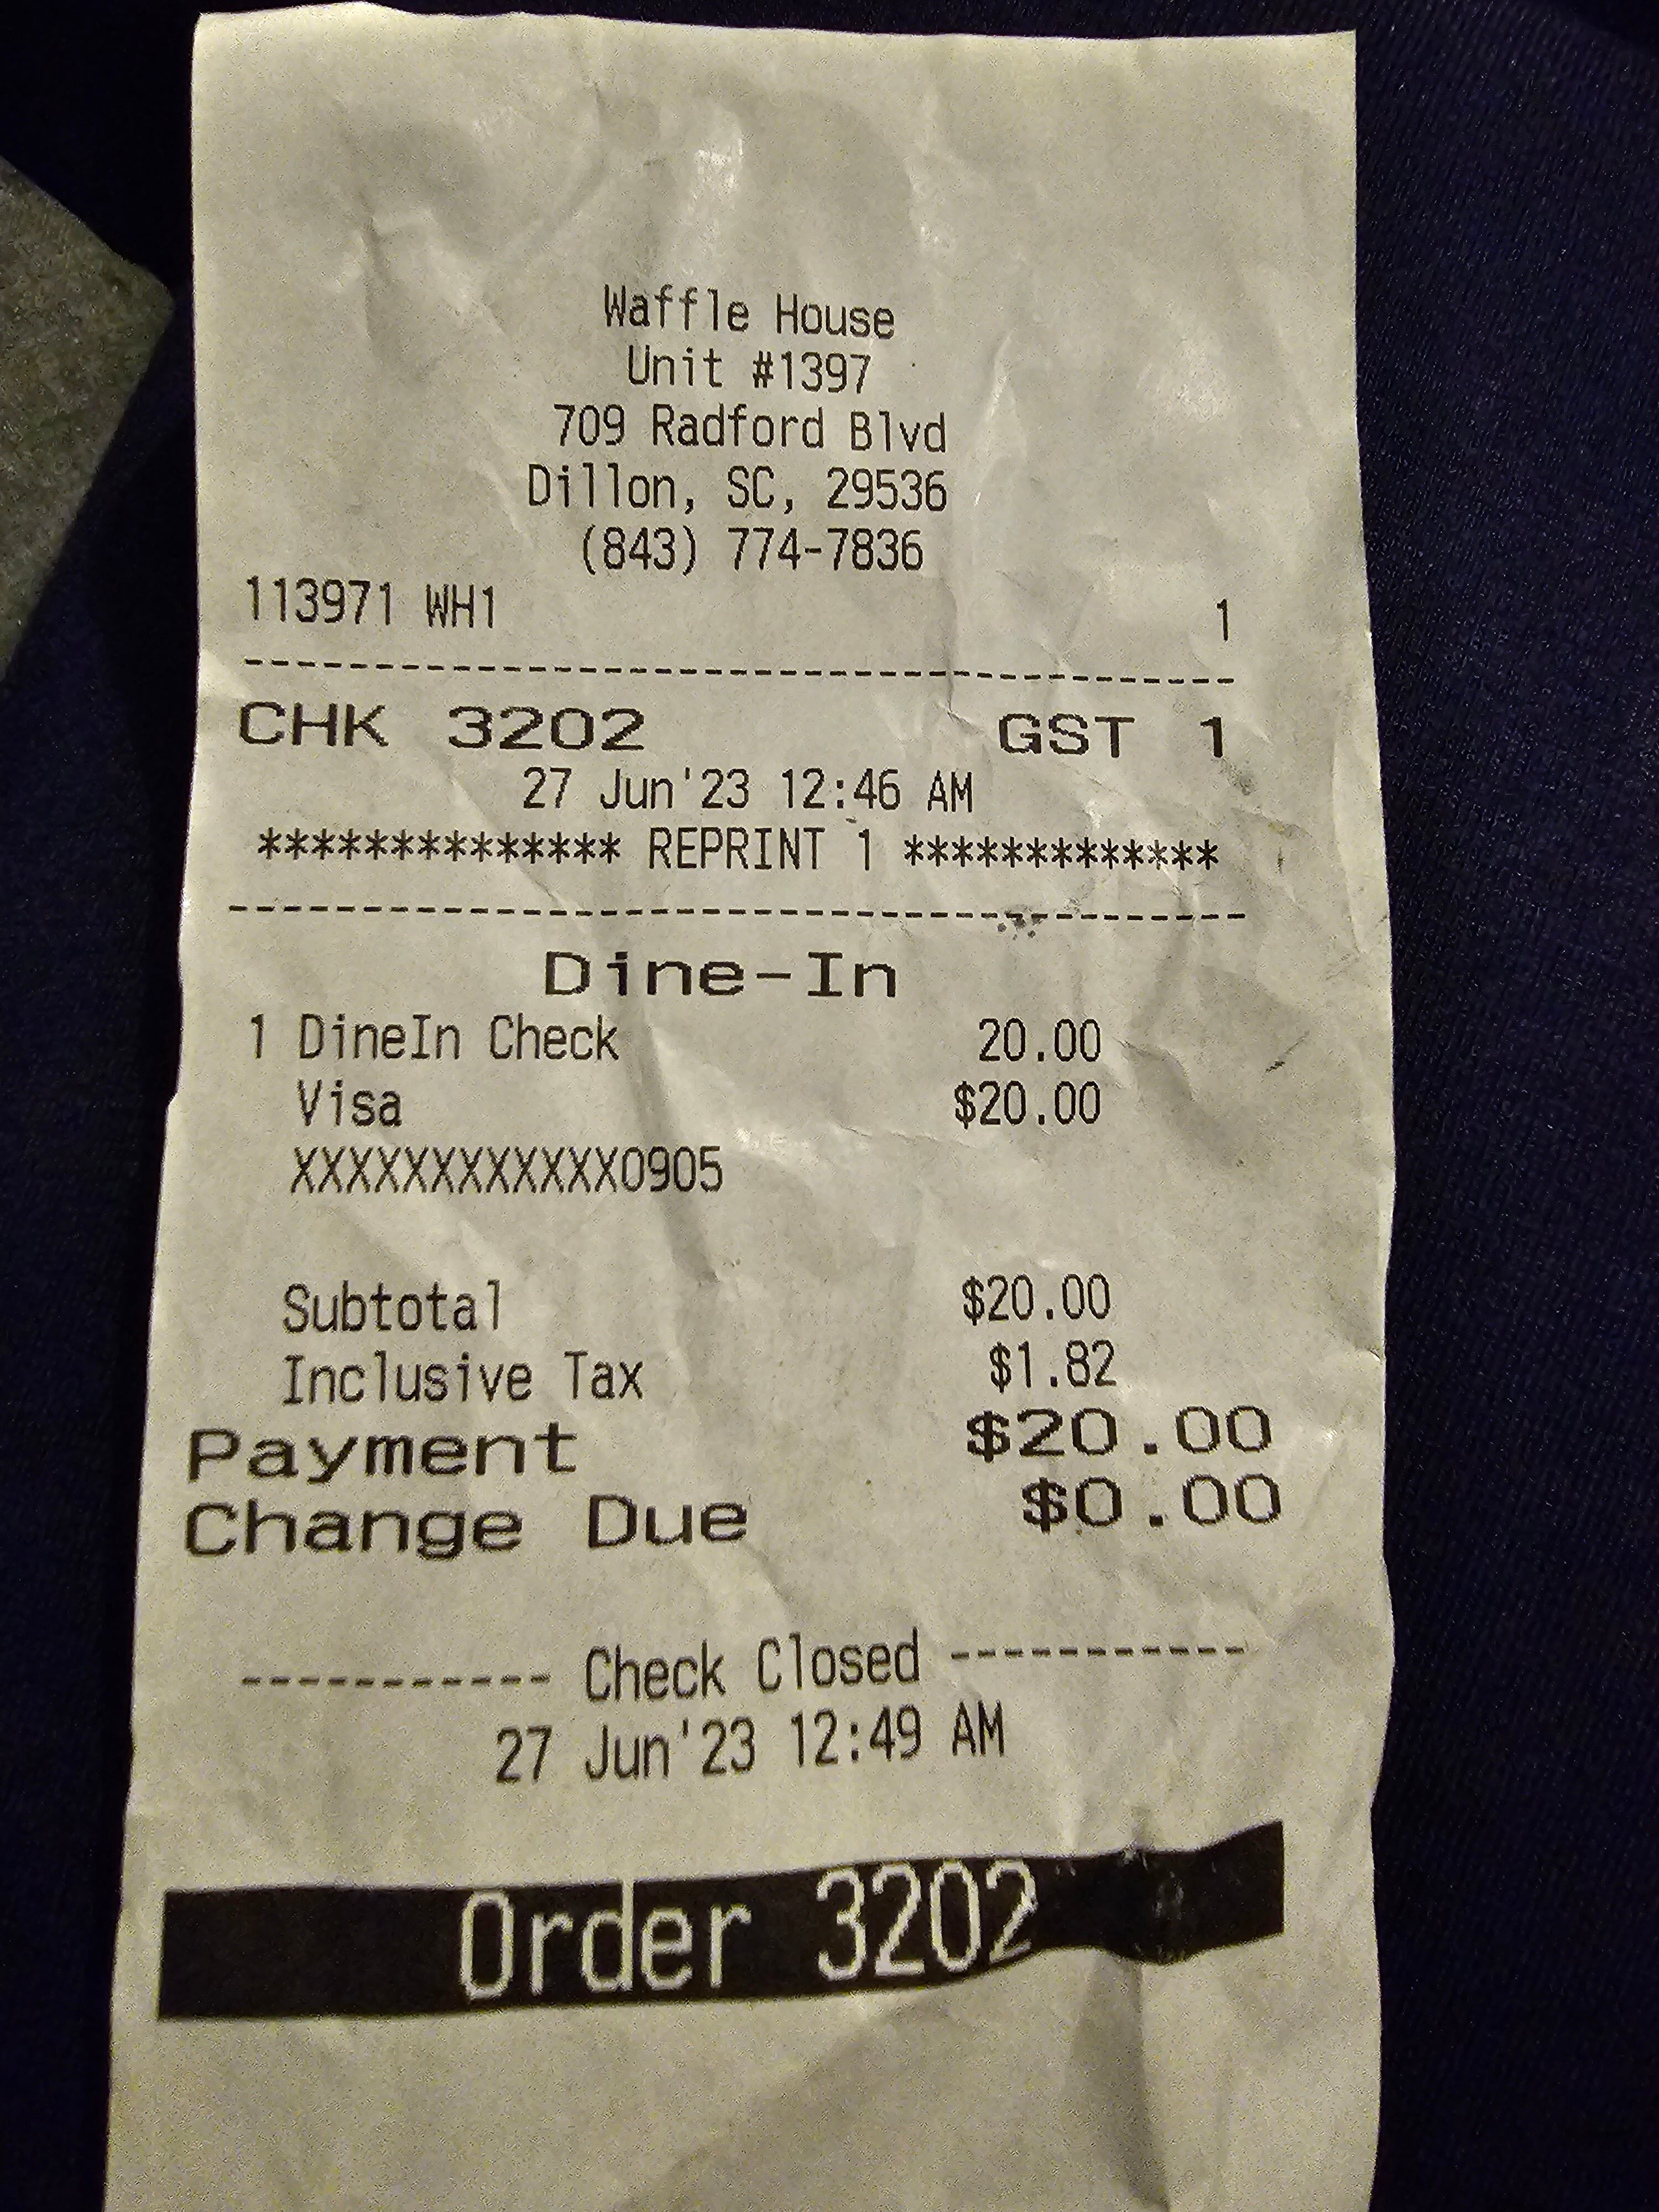 Waffle House
Unit #1397
709 Radford Blvd
Dillon, SC, 29536
(843) 774-7836
113971 WH1 1
--------------------------------------
CHK 3202 GST 1
27 Jun'23 12:46 AM
************** REPRINT 1 *************
--------------------------------------
Dine-In
1 DineIn Check 20.00
Visa $20.00
XXXXXXXXXXXX0905
Subtotal $20.00
Inclusive Tax $1.82
Payment $20.00
Change Due $0.00
----------- Check Closed -----------
27 Jun'23 12:49 AM
Order 3202